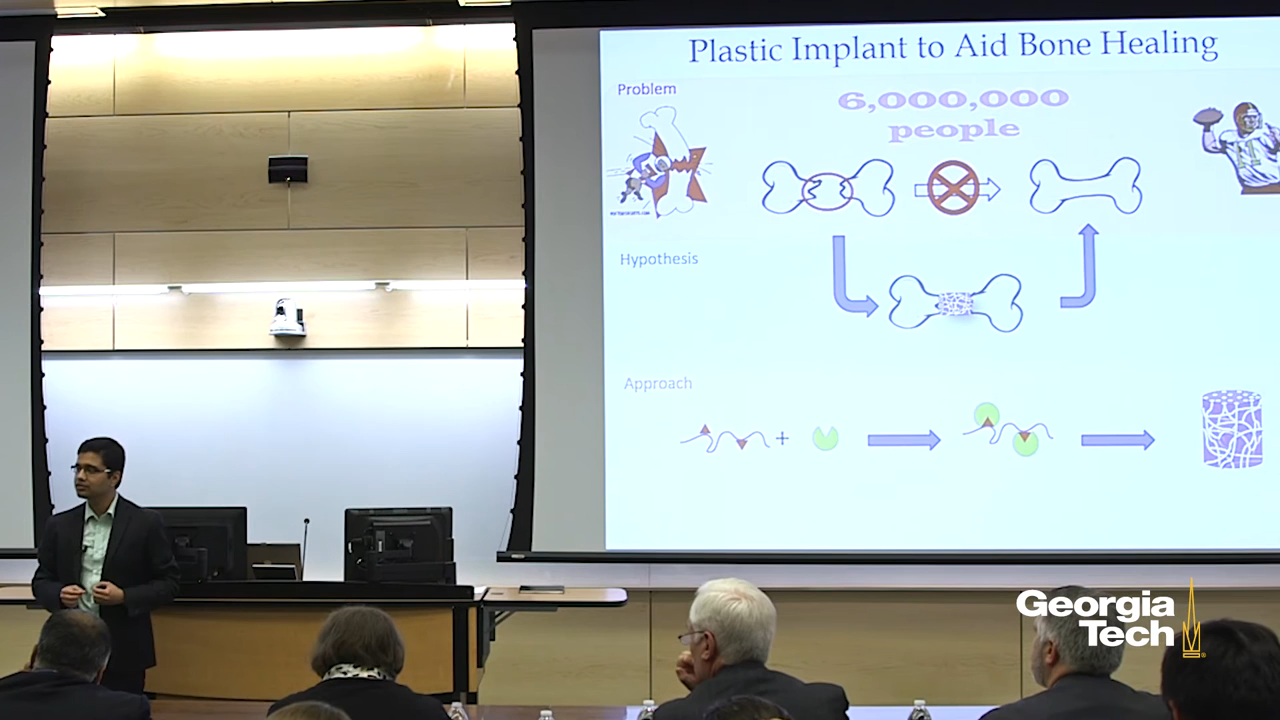 Plastic Implant to Aid Bone Healing
Problem
6,000,000
people
Hypothesis
Approach
+
Georgia
Tech